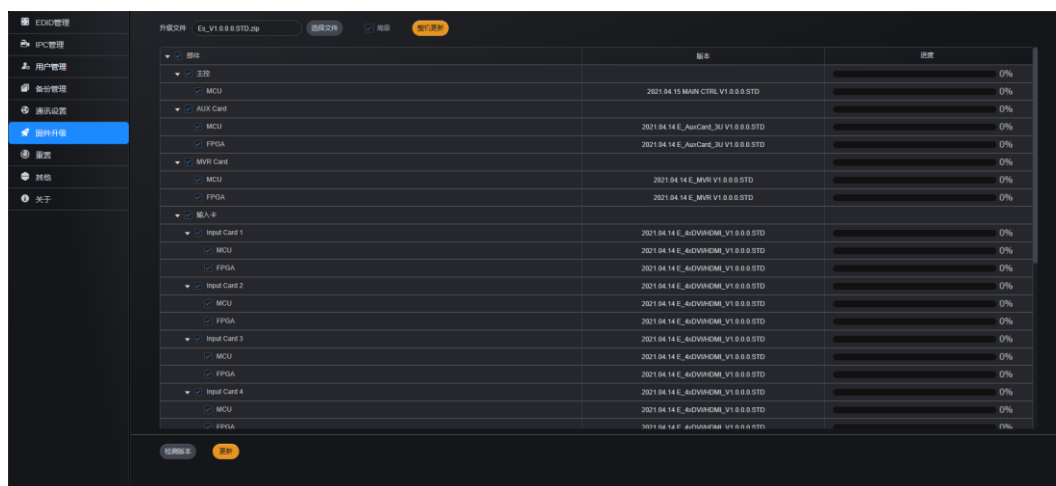 EDID管理
IPC管理
用户管理
备份管理
通讯设置
固件升级
重置
其他
关于
升级文件 Es_V1.0.0.0.STD.zip 选择文件 高级 整机更新
部件 版本 进度
主控 0%
MCU 2021.04.15 MAIN CTRL V1.0.0.0.STD 0%
AUX Card 0%
MCU 2021.04.14 E_AuxCard_3U V1.0.0.0.STD 0%
FPGA 2021.04.14 E_AuxCard_3U V1.0.0.0.STD 0%
MVR Card 0%
MCU 2021.04.14 E_MVR V1.0.0.0.STD 0%
FPGA 2021.04.14 E_MVR V1.0.0.0.STD 0%
输入卡
Input Card 1 2021.04.14 E_4xDVI/HDMI_V1.0.0.0.STD 0%
MCU 2021.04.14 E_4xDVI/HDMI_V1.0.0.0.STD 0%
FPGA 2021.04.14 E_4xDVI/HDMI_V1.0.0.0.STD 0%
Input Card 2 2021.04.14 E_4xDVI/HDMI_V1.0.0.0.STD 0%
MCU 2021.04.14 E_4xDVI/HDMI_V1.0.0.0.STD 0%
FPGA 2021.04.14 E_4xDVI/HDMI_V1.0.0.0.STD 0%
Input Card 3 2021.04.14 E_4xDVI/HDMI_V1.0.0.0.STD 0%
MCU 2021.04.14 E_4xDVI/HDMI_V1.0.0.0.STD 0%
FPGA 2021.04.14 E_4xDVI/HDMI_V1.0.0.0.STD 0%
Input Card 4 2021.04.14 E_4xDVI/HDMI_V1.0.0.0.STD 0%
MCU 2021.04.14 E_4xDVI/HDMI_V1.0.0.0.STD 0%
FPGA 2021.04.14 E_4xDVI/HDMI_V1.0.0.0.STD 0%
检测版本 更新